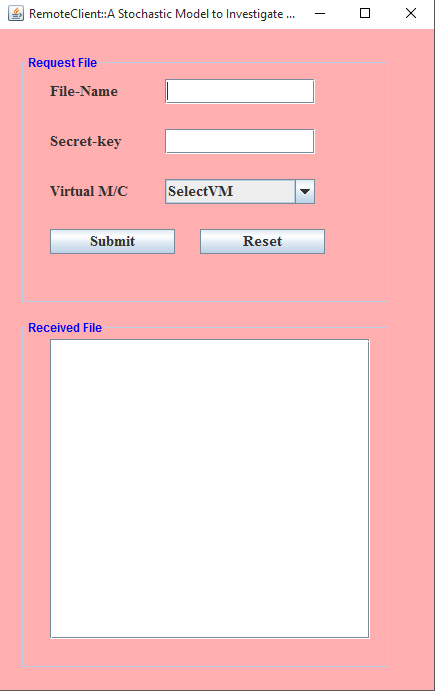 RemoteClient::A Stochastic Model to Investigate ...
Request File
File-Name
Secret-key
Virtual M/C SelectVM
Submit Reset
Received File